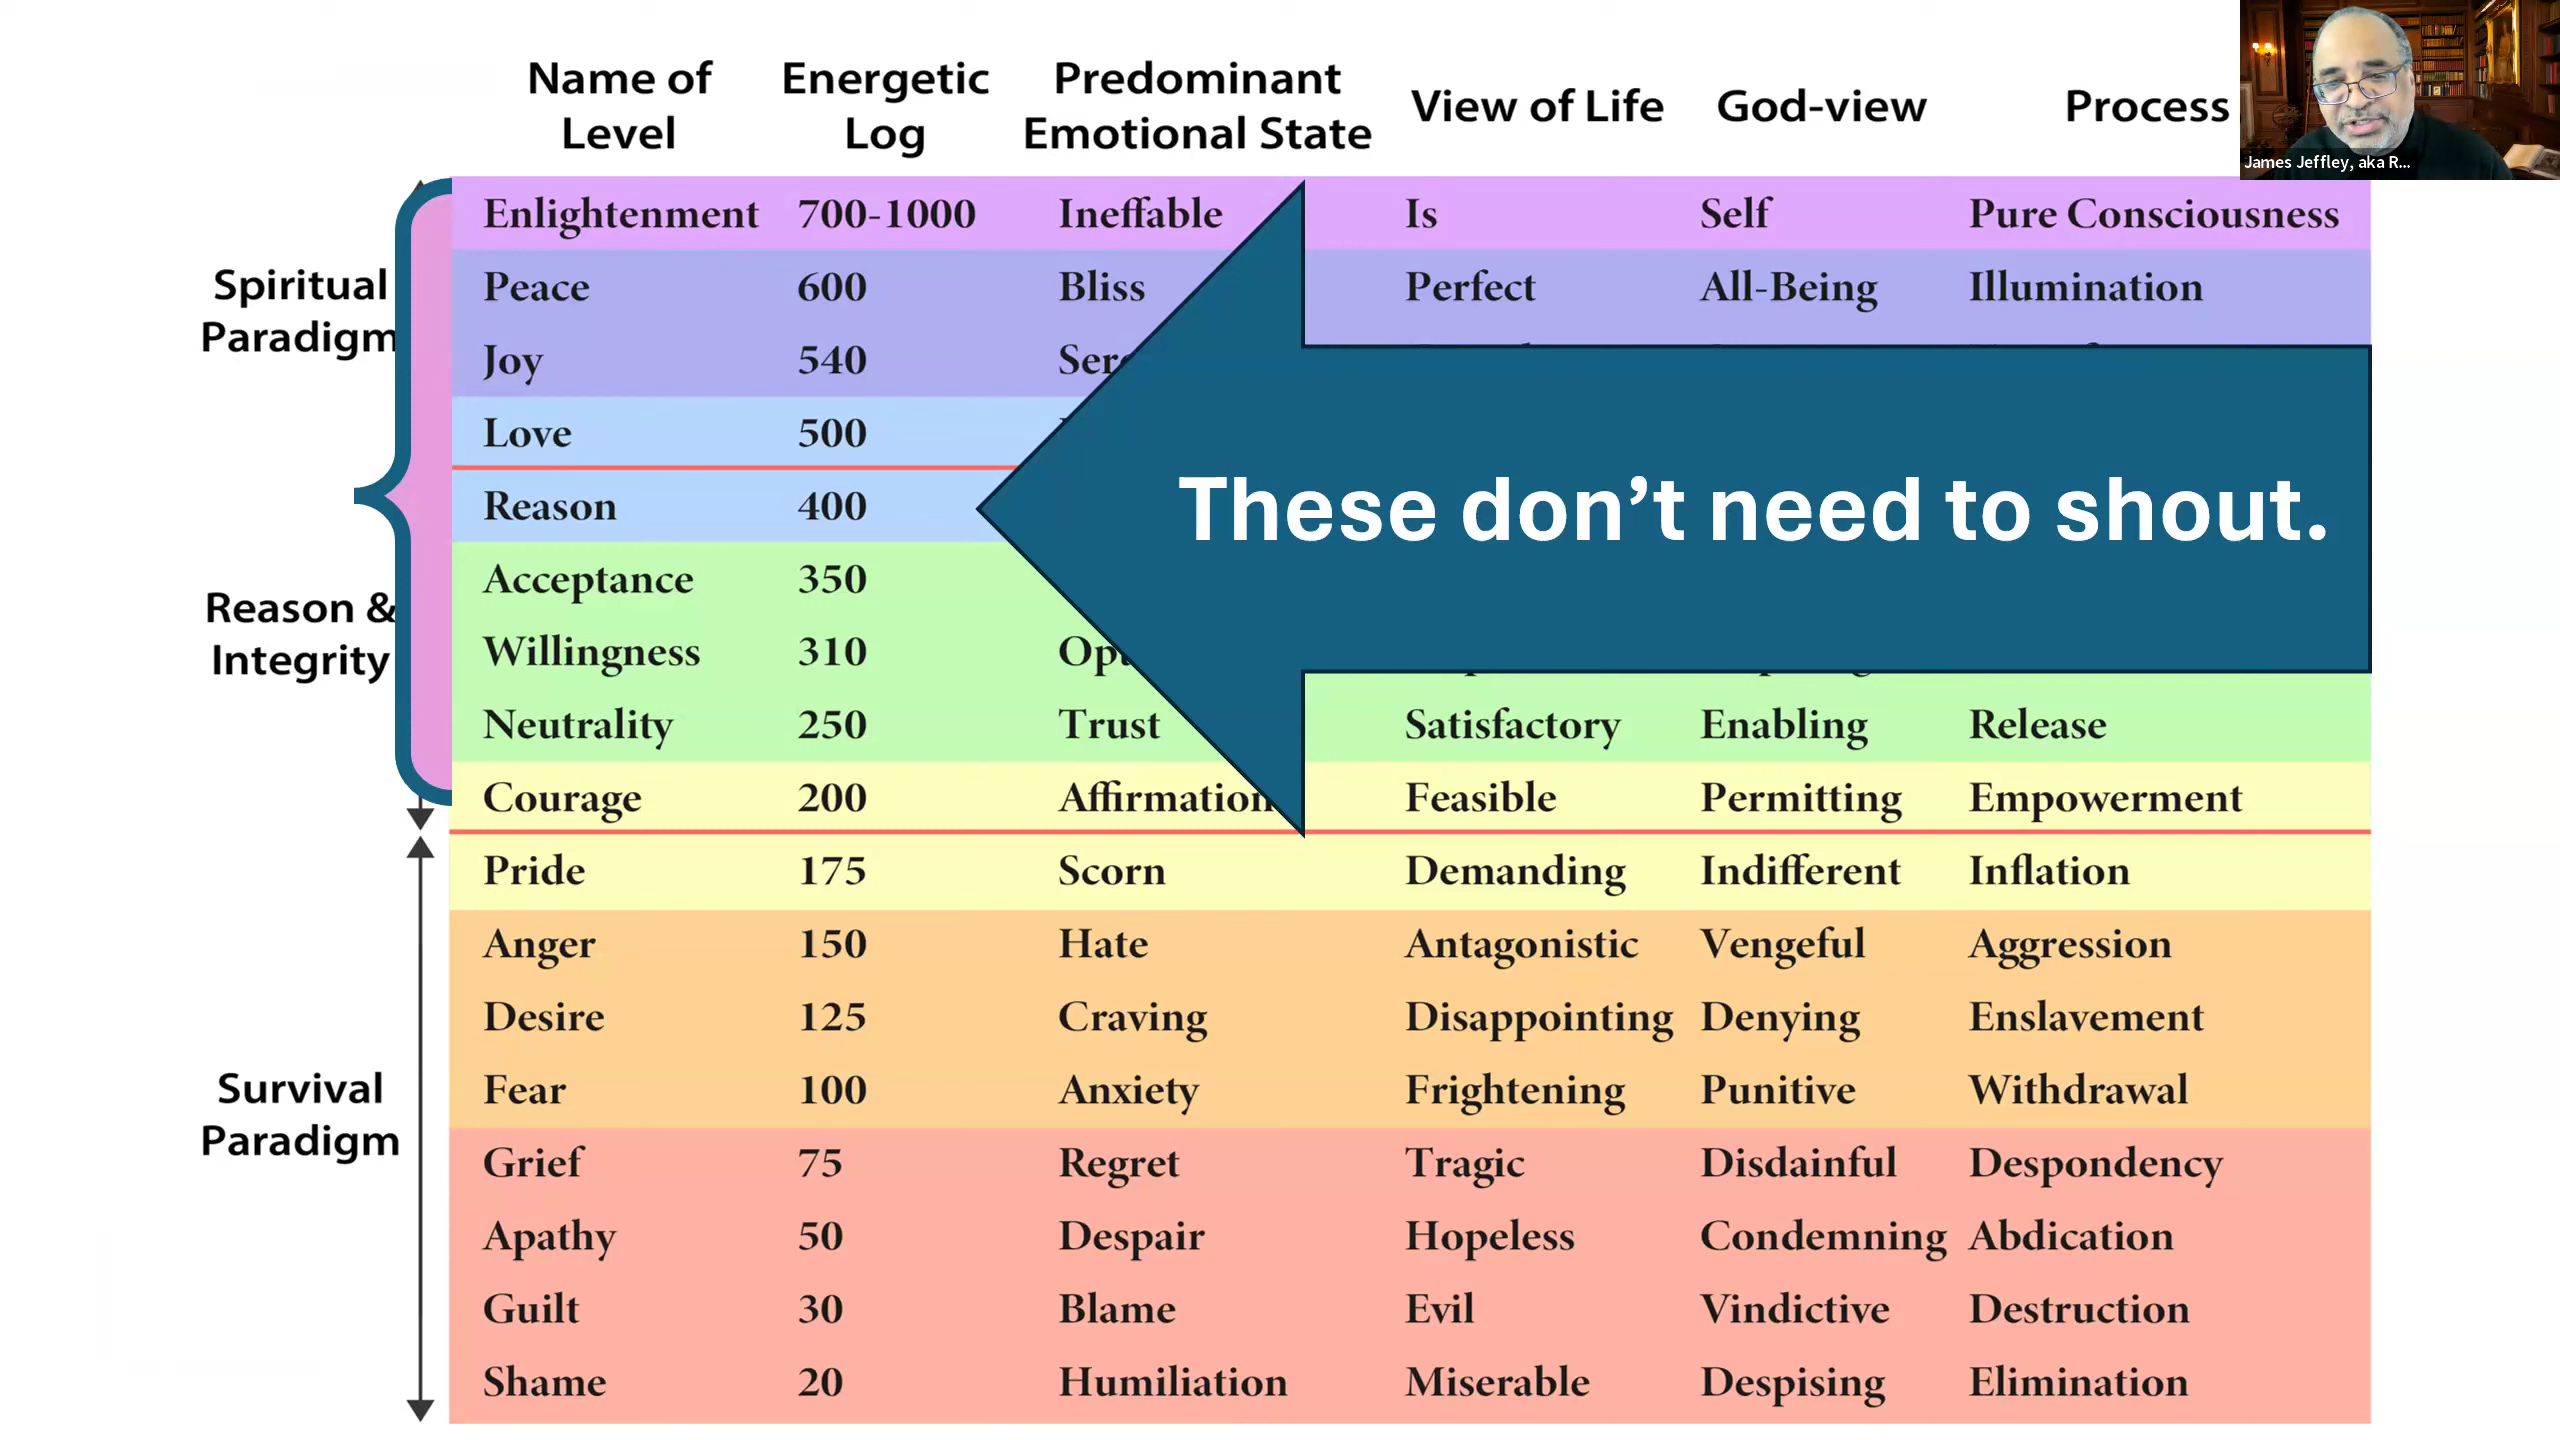 Name of Level Energetic Log Predominant Emotional State View of Life God-view Process
James Jeffley, aka R...
Enlightenment 700-1000 Ineffable Is Self Pure Consciousness
Spiritual Paradigm
Peace 600 Bliss Perfect All-Being Illumination
Joy 540
Love 500
These don’t need to shout.
Reason 400
Acceptance 350
Reason & Integrity
Willingness 310
Neutrality 250 Trust Satisfactory Enabling Release
Courage 200 Affirmation Feasible Permitting Empowerment
Pride 175 Scorn Demanding Indifferent Inflation
Anger 150 Hate Antagonistic Vengeful Aggression
Desire 125 Craving Disappointing Denying Enslavement
Survival Paradigm
Fear 100 Anxiety Frightening Punitive Withdrawal
Grief 75 Regret Tragic Disdainful Despondency
Apathy 50 Despair Hopeless Condemning Abdication
Guilt 30 Blame Evil Vindictive Destruction
Shame 20 Humiliation Miserable Despising Elimination